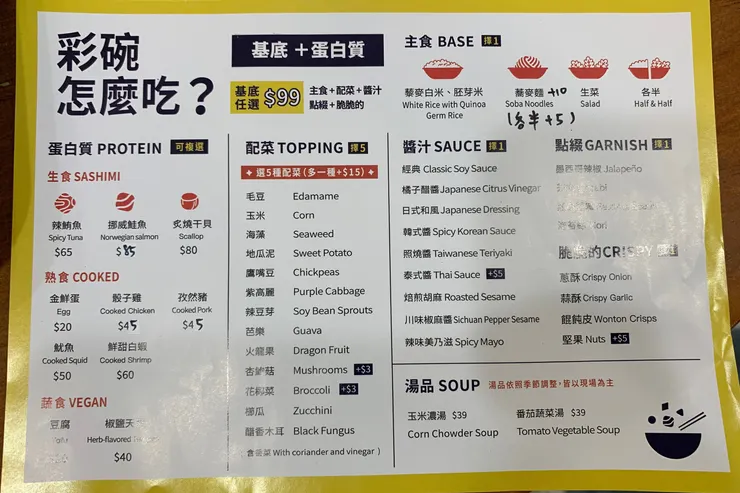 彩碗
怎麼吃？
基底 ＋蛋白質
基底
任選 $99
主食＋配菜＋醬汁
點綴＋脆脆的
主食 BASE 擇1
藜麥白米、胚芽米
White Rice with Quinoa
Germ Rice
蕎麥麵 +10
Soba Noodles
(各半+5)
生菜
Salad
各半
Half & Half
蛋白質 PROTEIN 可複選
生食 SASHIMI
辣鮪魚
Spicy Tuna
$65
挪威鮭魚
Norwegian salmon
$85
炙燒干貝
Scallop
$80
熟食 COOKED
金鮮蛋
Egg
$20
骰子雞
Cooked Chicken
$45
孜然豬
Cooked Pork
$45
魷魚
Cooked Squid
$50
鮮甜白蝦
Cooked Shrimp
$60
蔬食 VEGAN
豆腐
椒鹽天
Herb-flavored
$40
配菜 TOPPING 擇5
選5種配菜(多一種+$15)
毛豆 Edamame
玉米 Corn
海藻 Seaweed
地瓜泥 Sweet Potato
鷹嘴豆 Chickpeas
紫高麗 Purple Cabbage
辣豆芽 Soy Bean Sprouts
芭樂 Guava
火龍果 Dragon Fruit
杏鮑菇 Mushrooms +$3
花椰菜 Broccoli +$3
櫛瓜 Zucchini
醋香木耳 Black Fungus
(含香菜 With coriander and vinegar)
醬汁 SAUCE 擇1
經典 Classic Soy Sauce
橘子醋醬 Japanese Citrus Vinegar
日式和風 Japanese Dressing
韓式醬 Spicy Korean Sauce
照燒醬 Taiwanese Teriyaki
泰式醬 Thai Sauce +$5
焙煎胡麻 Roasted Sesame
川味椒麻醬 Sichuan Pepper Sesame
辣味美乃滋 Spicy Mayo
點綴 GARNISH 擇1
墨西哥辣椒 Jalapeño
脆脆的CRISPY
蔥酥 Crispy Onion
蒜酥 Crispy Garlic
餛飩皮 Wonton Crisps
堅果 Nuts +$5
湯品 SOUP 湯品依照季節調整，皆以現場為主
玉米濃湯 $39
Corn Chowder Soup
番茄蔬菜湯 $39
Tomato Vegetable Soup